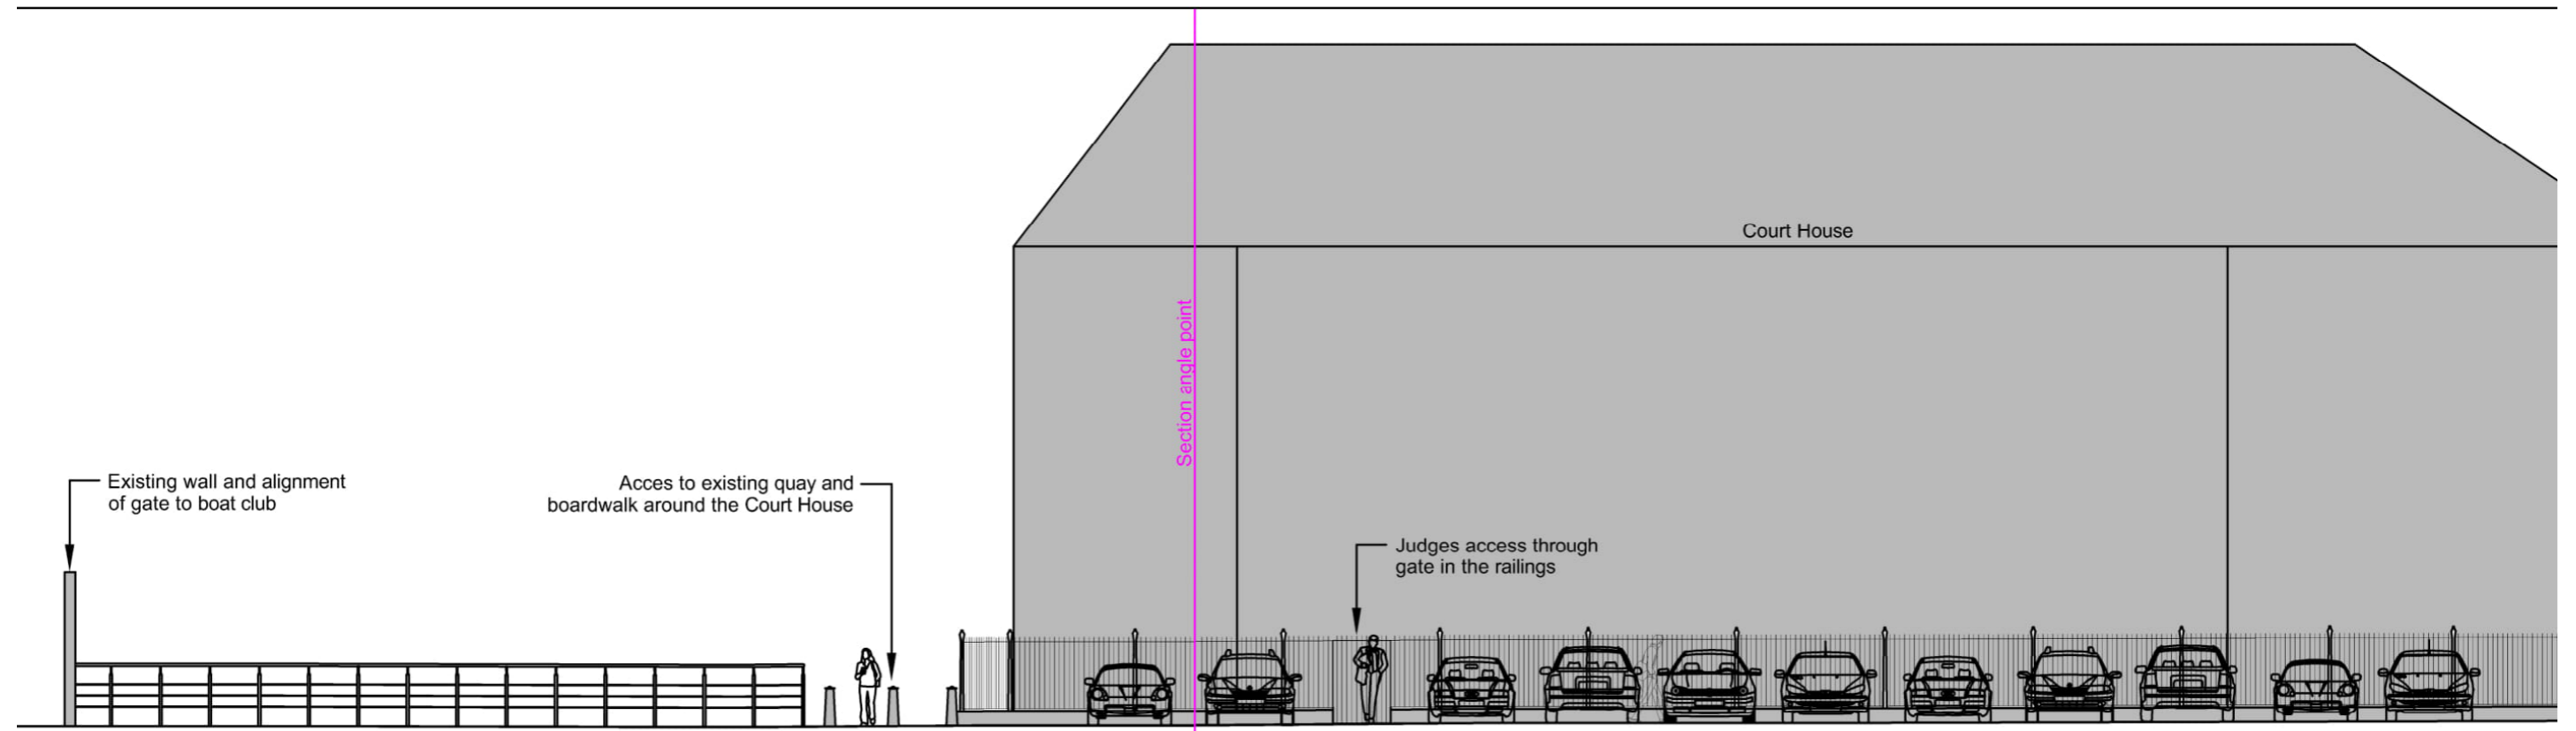 Court House
Section angle point
Existing wall and alignment
of gate to boat club
Acces to existing quay and
boardwalk around the Court House
Judges access through
gate in the railings